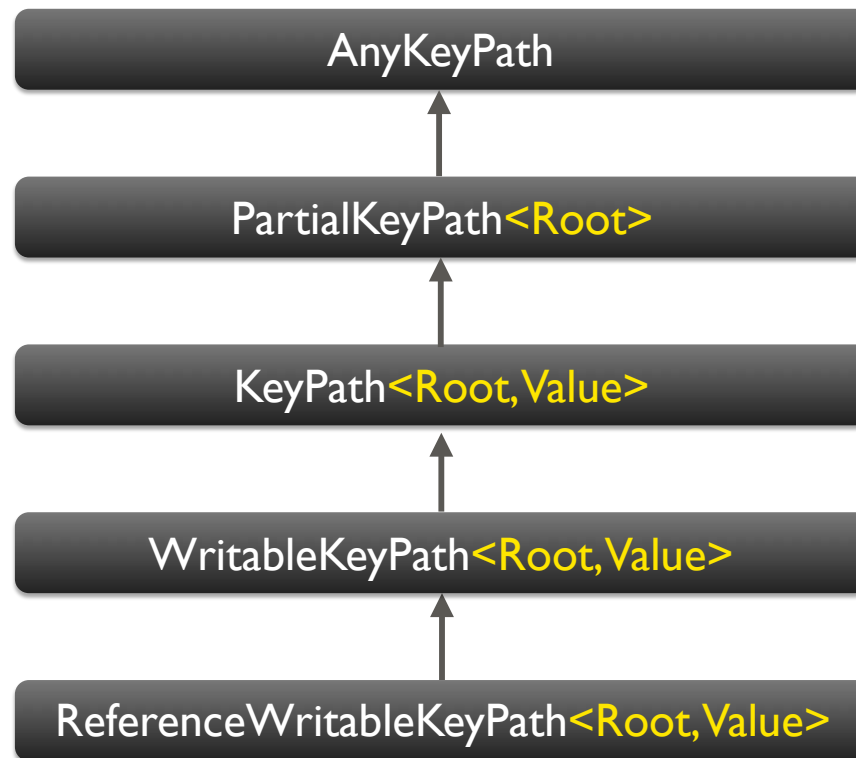 AnyKeyPath
PartialKeyPath<Root>
KeyPath<Root,Value>
WritableKeyPath<Root,Value>
ReferenceWritableKeyPath<Root,Value>